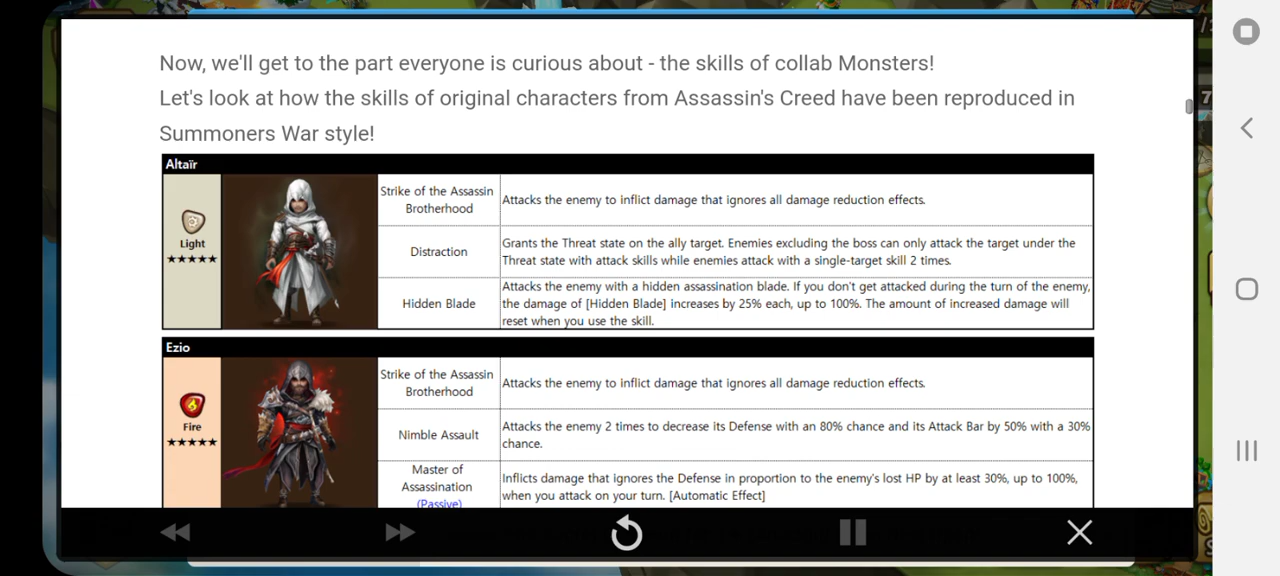 Now, we'll get to the part everyone is curious about - the skills of collab Monsters!
Let's look at how the skills of original characters from Assassin's Creed have been reproduced in
Summoners War style!
Altaïr
Light
★★★★★
Strike of the Assassin
Brotherhood
Attacks the enemy to inflict damage that ignores all damage reduction effects.
Distraction
Grants the Threat state on the ally target. Enemies excluding the boss can only attack the target under the
Threat state with attack skills while enemies attack with a single-target skill 2 times.
Hidden Blade
Attacks the enemy with a hidden assassination blade. If you don't get attacked during the turn of the enemy,
the damage of [Hidden Blade] increases by 25% each, up to 100%. The amount of increased damage will
reset when you use the skill.
Ezio
Fire
★★★★★
Strike of the Assassin
Brotherhood
Attacks the enemy to inflict damage that ignores all damage reduction effects.
Nimble Assault
Attacks the enemy 2 times to decrease its Defense with an 80% chance and its Attack Bar by 50% with a 30%
chance.
Master of
Assassination
(Passive)
Inflicts damage that ignores the Defense in proportion to the enemy's lost HP by at least 30%, up to 100%,
when you attack on your turn. [Automatic Effect]